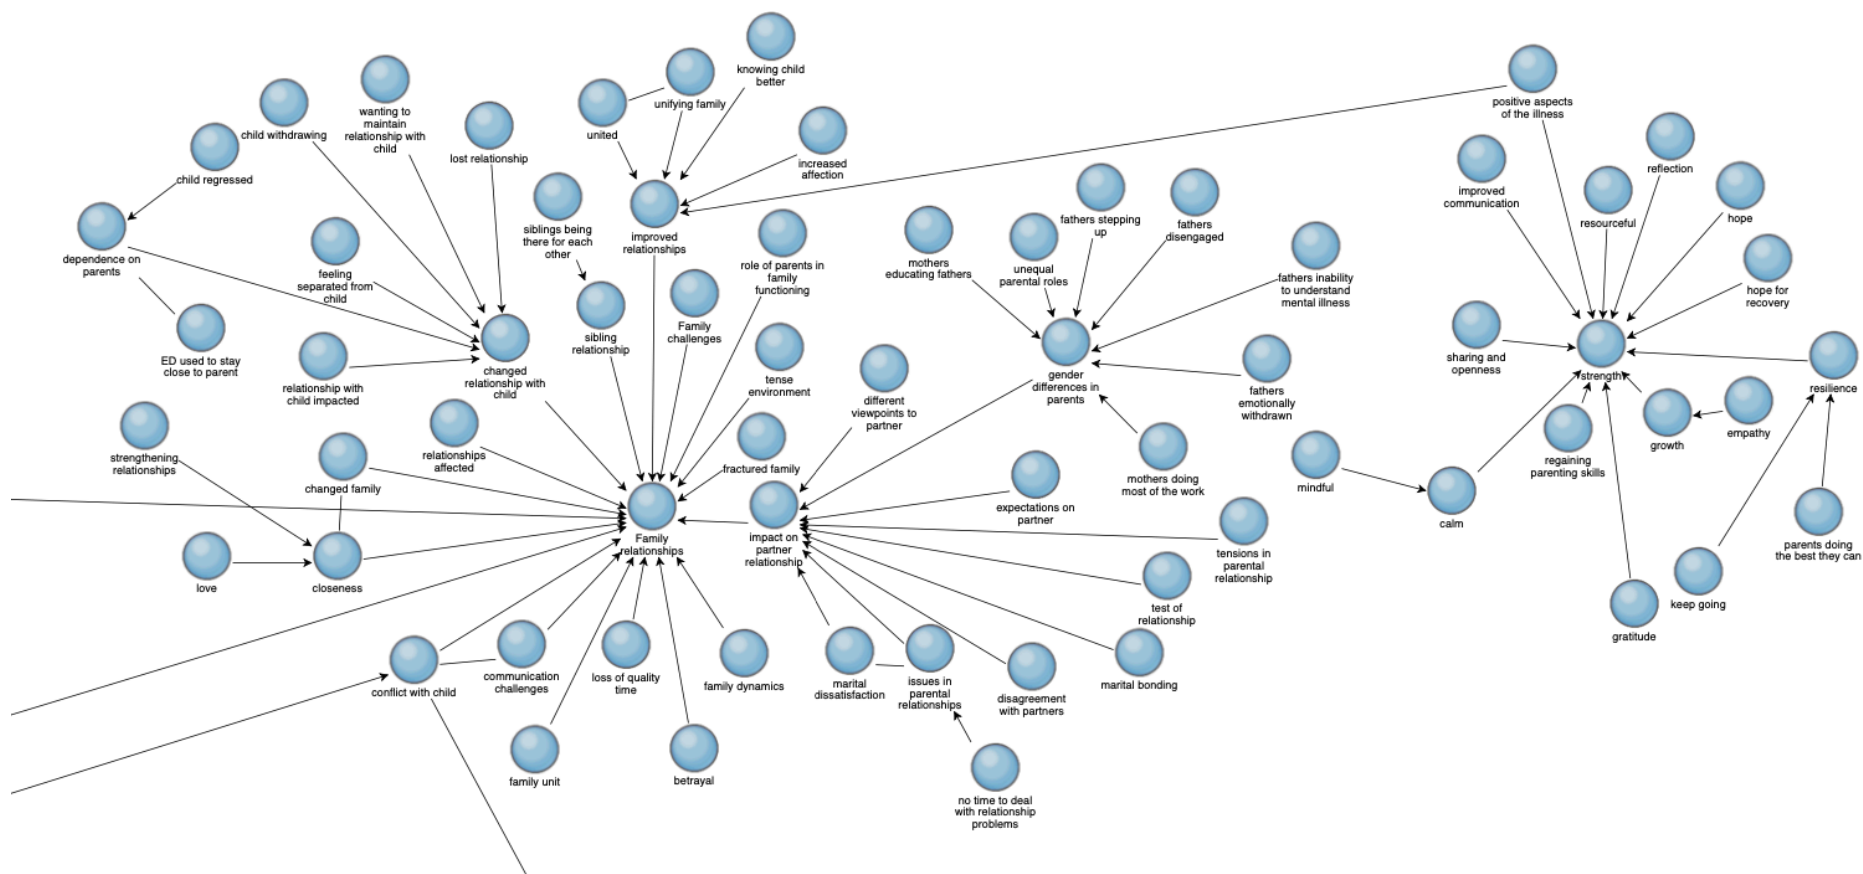 knowing child
better
unifying family
united
increased
affection
positive aspects
of the illness
child withdrawing
wanting to
maintain
relationship with
child
lost relationship
child regressed
siblings being
there for each
other
improved
relationships
role of parents in
family
functioning
mothers
educating fathers
unequal
parental roles
fathers stepping
up
fathers
disengaged
fathers inability
to understand
mental illness
improved
communication
resourceful
reflection
hope
hope for
recovery
dependence on
parents
feeling
separated from
child
ED used to stay
close to parent
relationship with
child impacted
changed
relationship with
child
sibling
relationship
Family
challenges
tense
environment
different
viewpoints to
partner
gender
differences in
parents
fathers
emotionally
withdrawn
sharing and
openness
strength
resilience
regaining
parenting skills
growth
empathy
strengthening
relationships
changed family
relationships
affected
fractured family
mothers doing
most of the work
mindful
calm
parents doing
the best they can
love
closeness
Family
relationships
impact on
partner
relationship
expectations on
partner
tensions in
parental
relationship
test of
relationship
keep going
gratitude
conflict with child
communication
challenges
loss of quality
time
family dynamics
marital
dissatisfaction
issues in
parental
relationships
disagreement
with partners
marital bonding
family unit
betrayal
no time to deal
with relationship
problems